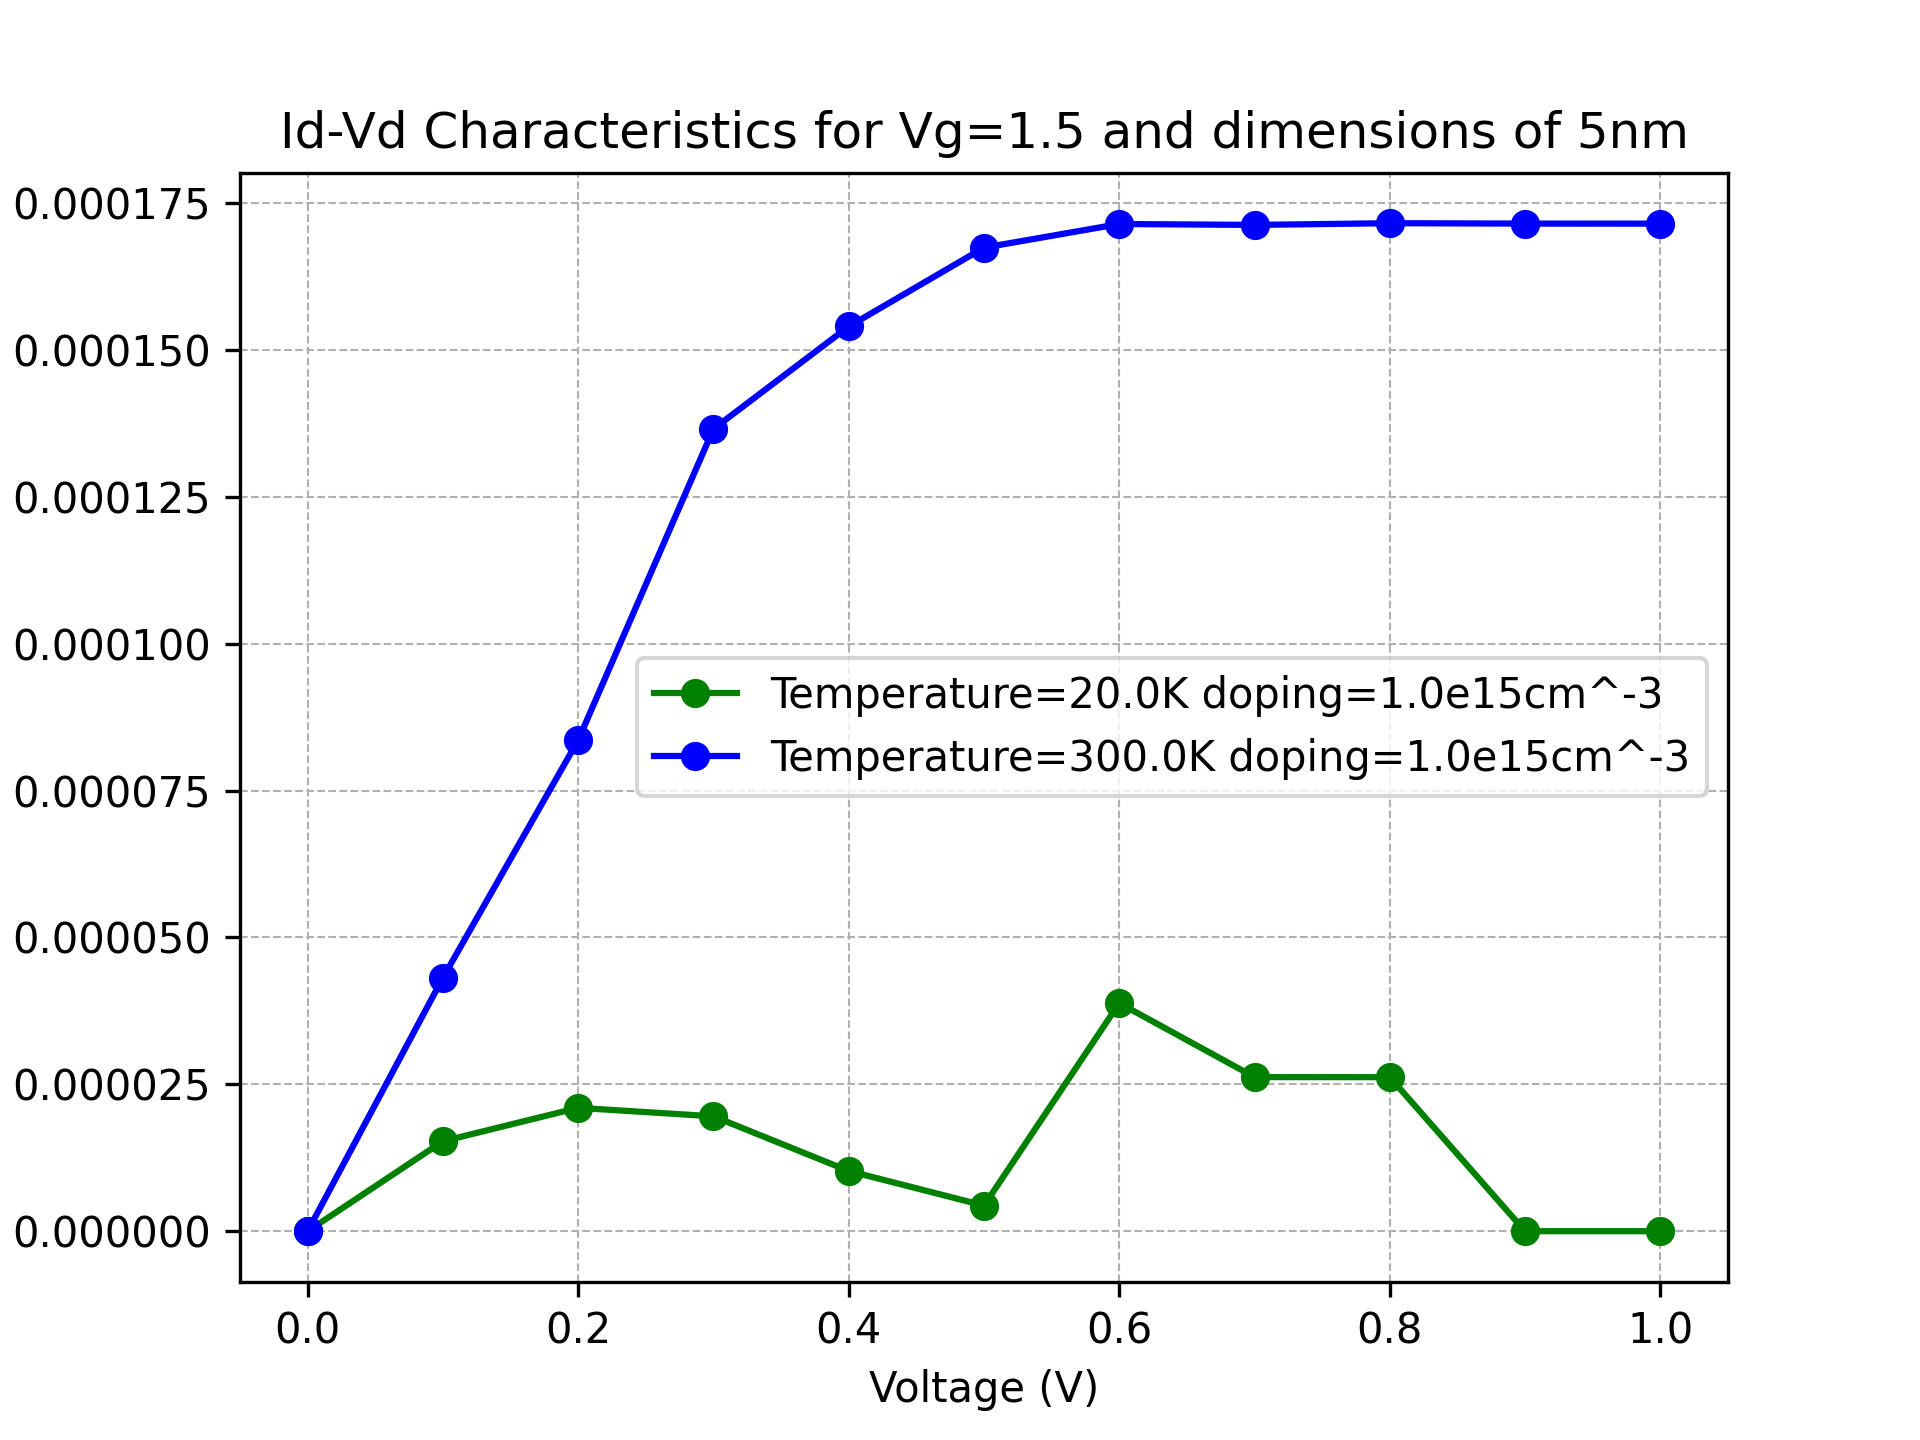 Id-Vd Characteristics for Vg=1.5 and dimensions of 5nm
0.000175
0.000150
0.000125
0.000100
0.000075
0.000050
0.000025
0.000000
Temperature=20.0K doping=1.0e15cm^-3
Temperature=300.0K doping=1.0e15cm^-3
0.0 0.2 0.4 0.6 0.8 1.0
Voltage (V)